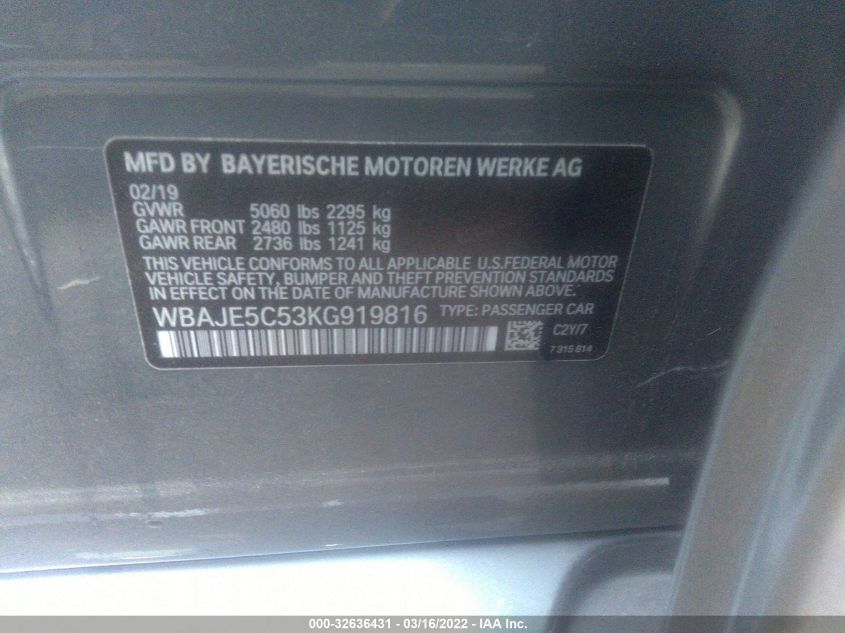 MFD BY BAYERISCHE MOTOREN WERKE AG
02/19
GVWR 5060 lbs 2295 kg
GAWR FRONT 2480 lbs 1125 kg
GAWR REAR 2736 lbs 1241 kg
THIS VEHICLE CONFORMS TO ALL APPLICABLE U.S.FEDERAL MOTOR
VEHICLE SAFETY, BUMPER AND THEFT PREVENTION STANDARDS
IN EFFECT ON THE DATE OF MANUFACTURE SHOWN ABOVE.
WBAJE5C53KG919816 TYPE: PASSENGER CAR
C2Y/7
7315814
000-32636431 - 03/16/2022 - IAA Inc.